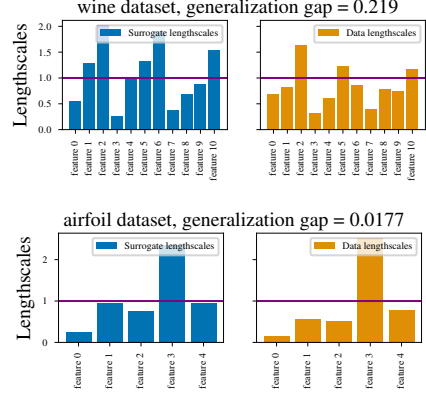 wine dataset, generalization gap = 0.219
Lengthscales
2.0
1.5
1.0
0.5
0.0
Surrogate lengthscales
feature 0
feature 1
feature 2
feature 3
feature 4
feature 5
feature 6
feature 7
feature 8
feature 9
feature 10
Data lengthscales
feature 0
feature 1
feature 2
feature 3
feature 4
feature 5
feature 6
feature 7
feature 8
feature 9
feature 10
airfoil dataset, generalization gap = 0.0177
Lengthscales
2
1
0
Surrogate lengthscales
feature 0
feature 1
feature 2
feature 3
feature 4
Data lengthscales
feature 0
feature 1
feature 2
feature 3
feature 4